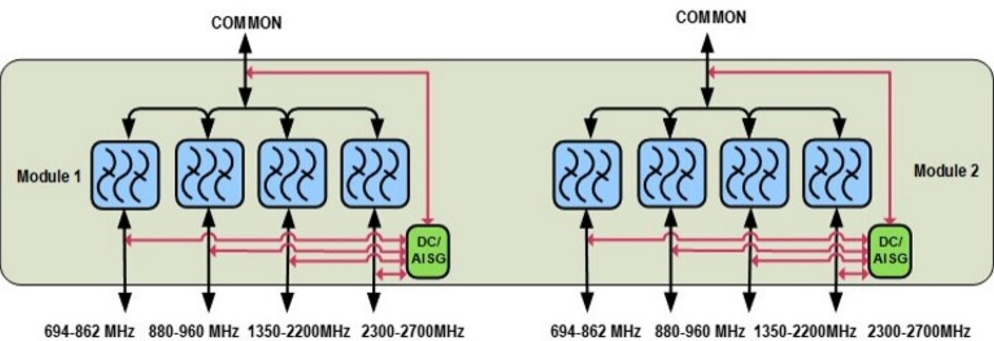 COMMON
COMMON
Module 1
Module 2
DC/
AISG
DC/
AISG
694-862 MHz 880-960 MHz 1350-2200MHz 2300-2700MHz
694-862 MHz 880-960 MHz 1350-2200MHz 2300-2700MHz